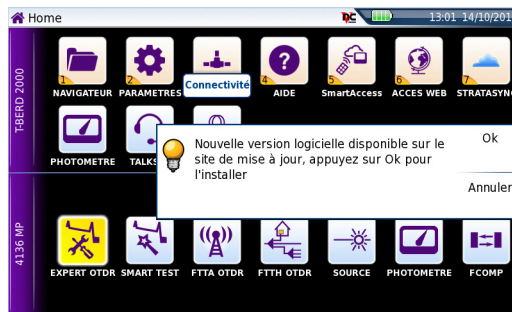 Home
13:01 14/10/201
T-BERD 2000
1
2
4
5
6
7
NAVIGATEUR
PARAMETRES
Connectivité
AIDE
SmartAccess
ACCES WEB
STRATASYN
PHOTOMETRE
TALKS
Nouvelle version logicielle disponible sur le
site de mise à jour, appuyez sur Ok pour
l'installer
Ok
Annuler
4136 MP
EXPERT OTDR
SMART TEST
FTTA OTDR
FTTH OTDR
SOURCE
PHOTOMETRE
FCOMP